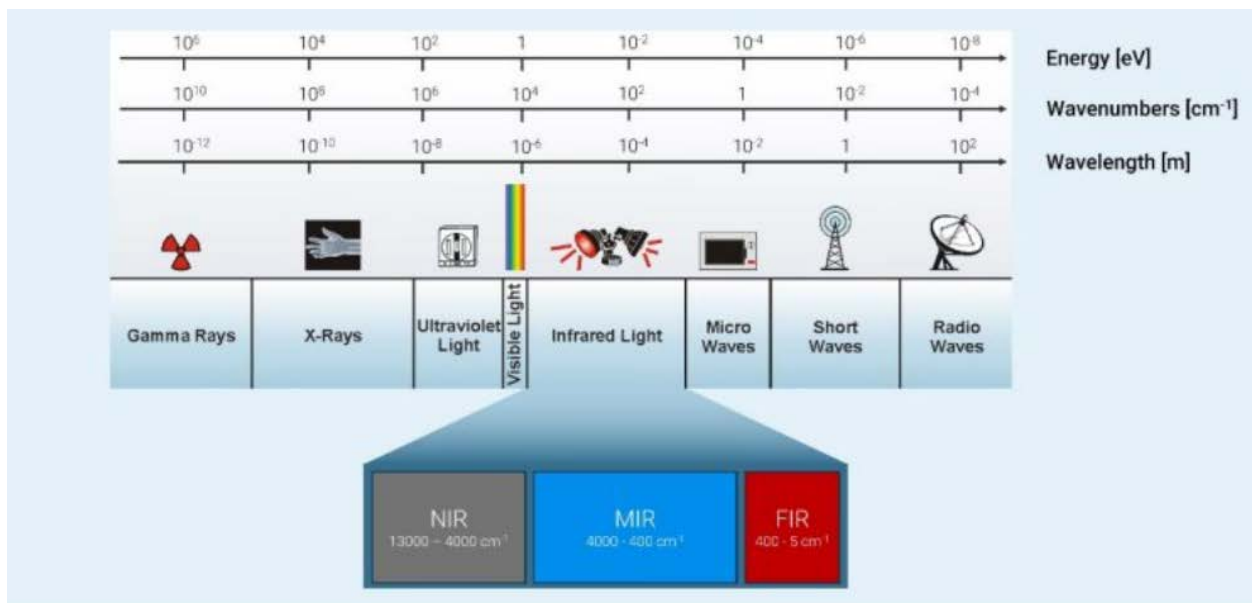 10⁶ 10⁴ 10² 1 10⁻² 10⁻⁴ 10⁻⁶ 10⁻⁸ Energy [eV]
10¹⁰ 10⁸ 10⁶ 10⁴ 10² 1 10⁻² 10⁻⁴ Wavenumbers [cm⁻¹]
10⁻¹² 10⁻¹⁰ 10⁻⁸ 10⁻⁶ 10⁻⁴ 10⁻² 1 10² Wavelength [m]
Gamma Rays
X-Rays
Ultraviolet
Light
Visible Light
Infrared Light
Micro
Waves
Short
Waves
Radio
Waves
NIR
13000 – 4000 cm⁻¹
MIR
4000 - 400 cm⁻¹
FIR
400 - 5 cm⁻¹